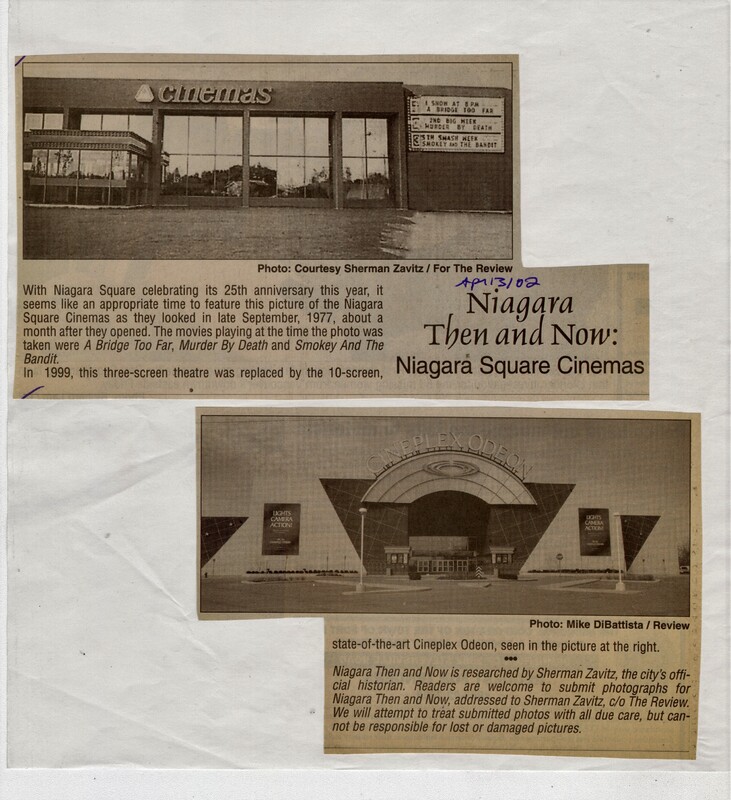 cinemas
1 SHOW AT 8 P.M.
A BRIDGE TOO FAR
2ND BIG WEEK
MURDER BY DEATH
5TH SMASH WEEK
SMOKEY AND THE BANDIT
Photo: Courtesy Sherman Zavitz / For The Review
With Niagara Square celebrating its 25th anniversary this year, it
seems like an appropriate time to feature this picture of the Niagara
Square Cinemas as they looked in late September, 1977, about a
month after they opened. The movies playing at the time the photo was
taken were A Bridge Too Far, Murder By Death and Smokey And The
Bandit.
In 1999, this three-screen theatre was replaced by the 10-screen,
Apr 13/02
Niagara
Then and Now:
Niagara Square Cinemas
CINEPLEX ODEON
LIGHTS
CAMERA
ACTION!
LIGHTS
CAMERA
ACTION!
Photo: Mike DiBattista / Review
state-of-the-art Cineplex Odeon, seen in the picture at the right.
•••
Niagara Then and Now is researched by Sherman Zavitz, the city's offi-
cial historian. Readers are welcome to submit photographs for
Niagara Then and Now, addressed to Sherman Zavitz, c/o The Review.
We will attempt to treat submitted photos with all due care, but can-
not be responsible for lost or damaged pictures.